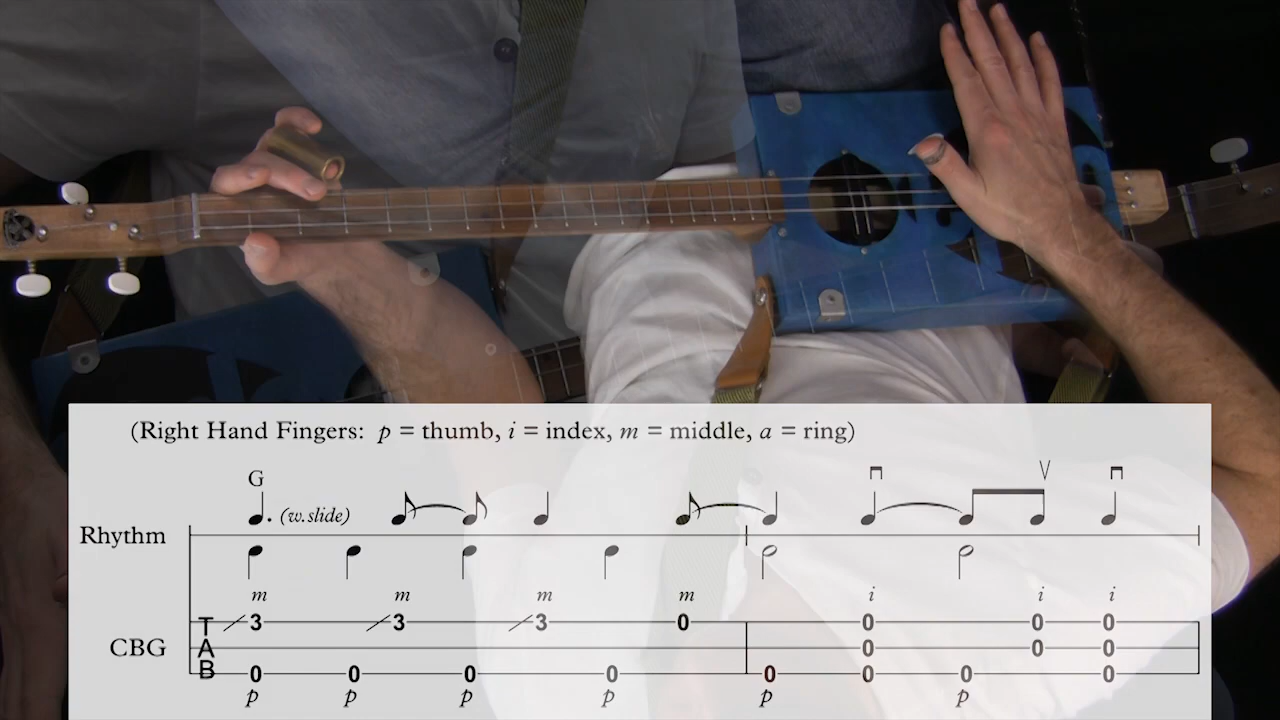 (Right Hand Fingers: p = thumb, i = index, m = middle, a = ring)
G
(w.slide)
Rhythm
m m m m i i i
T 3 3 3 0 0 0 0
CBG A 0 0 0
B 0 0 0 0 0 0 0 0
p p p p p p